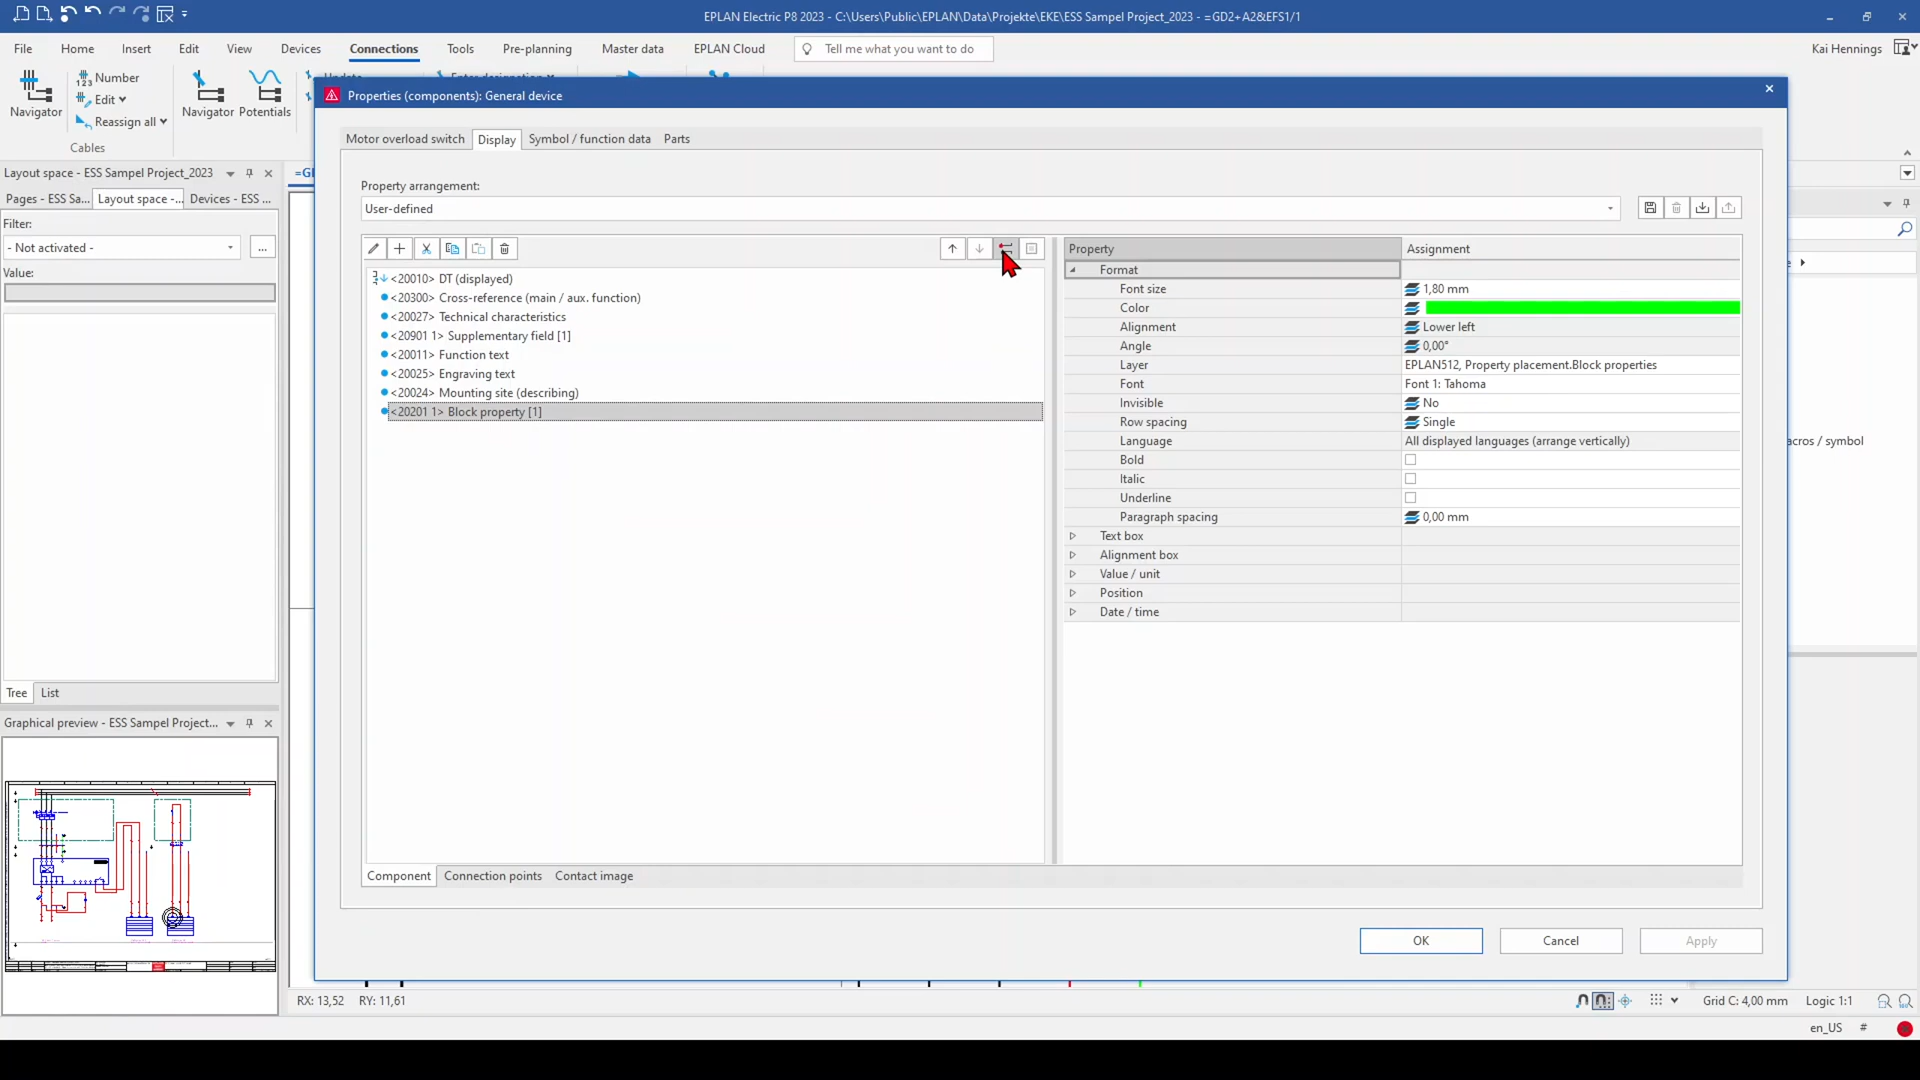 EPLAN Electric P8 2023 - C:\Users\Public\EPLAN\Data\Projekte\EKE\ESS Sampel Project_2023 - =GD2+A2&EFS1/1
File Home Insert Edit View Devices Connections Tools Pre-planning Master data EPLAN Cloud Tell me what you want to do Kai Hennings
Navigator
Number
Edit
Reassign all
Cables
Navigator
Potentials
Properties (components): General device
Motor overload switch Display Symbol / function data Parts
Layout space - ESS Sampel Project_2023
Pages - ESS Sa... Layout space -... Devices - ESS ...
Filter:
- Not activated -
...
Value:
Property arrangement:
User-defined
<20010> DT (displayed)
<20300> Cross-reference (main / aux. function)
<20027> Technical characteristics
<20901 1> Supplementary field [1]
<20011> Function text
<20025> Engraving text
<20024> Mounting site (describing)
<20201 1> Block property [1]
Property Assignment
Format
Font size 1,80 mm
Color
Alignment Lower left
Angle 0,00°
Layer EPLAN512, Property placement.Block properties
Font Font 1: Tahoma
Invisible No
Row spacing Single
Language All displayed languages (arrange vertically)
Bold
Italic
Underline
Paragraph spacing 0,00 mm
Text box
Alignment box
Value / unit
Position
Date / time
acros / symbol
Tree List
Graphical preview - ESS Sampel Project...
Component Connection points Contact image
OK Cancel Apply
RX: 13,52 RY: 11,61
Grid C: 4,00 mm Logic 1:1
en_US #